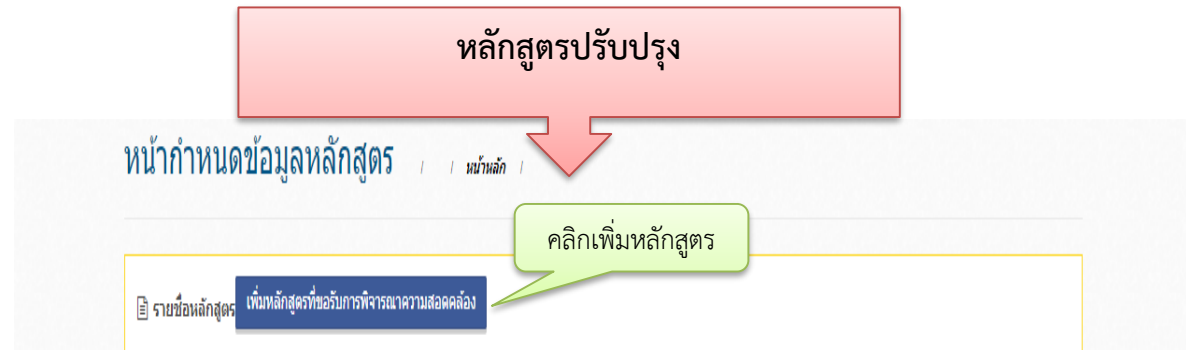 หลักสูตรปรับปรุง
หน้ากำหนดข้อมูลหลักสูตร / / หน้าหลัก /
คลิกเพิ่มหลักสูตร
รายชื่อหลักสูตร เพิ่มหลักสูตรที่ขอรับการพิจารณาความสอดคล้อง